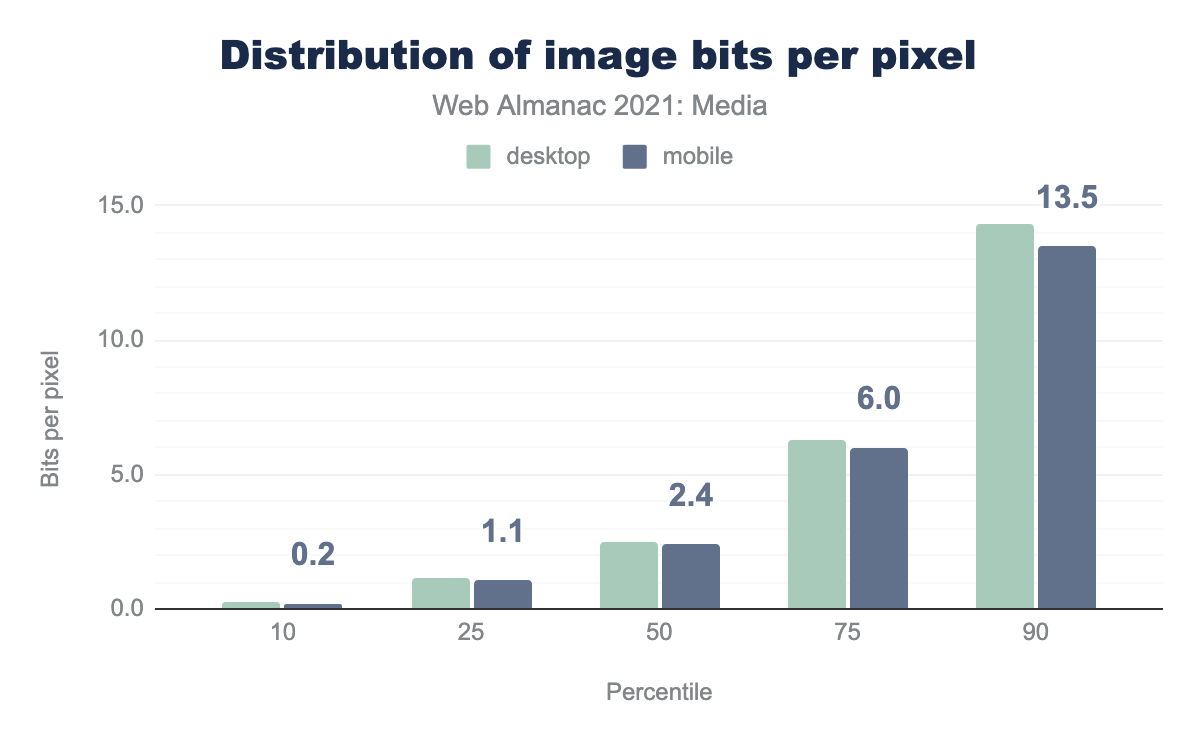 Distribution of image bits per pixel
Web Almanac 2021: Media
desktop mobile
15.0
10.0
5.0
0.0
Bits per pixel
0.2
1.1
2.4
6.0
13.5
10 25 50 75 90
Percentile